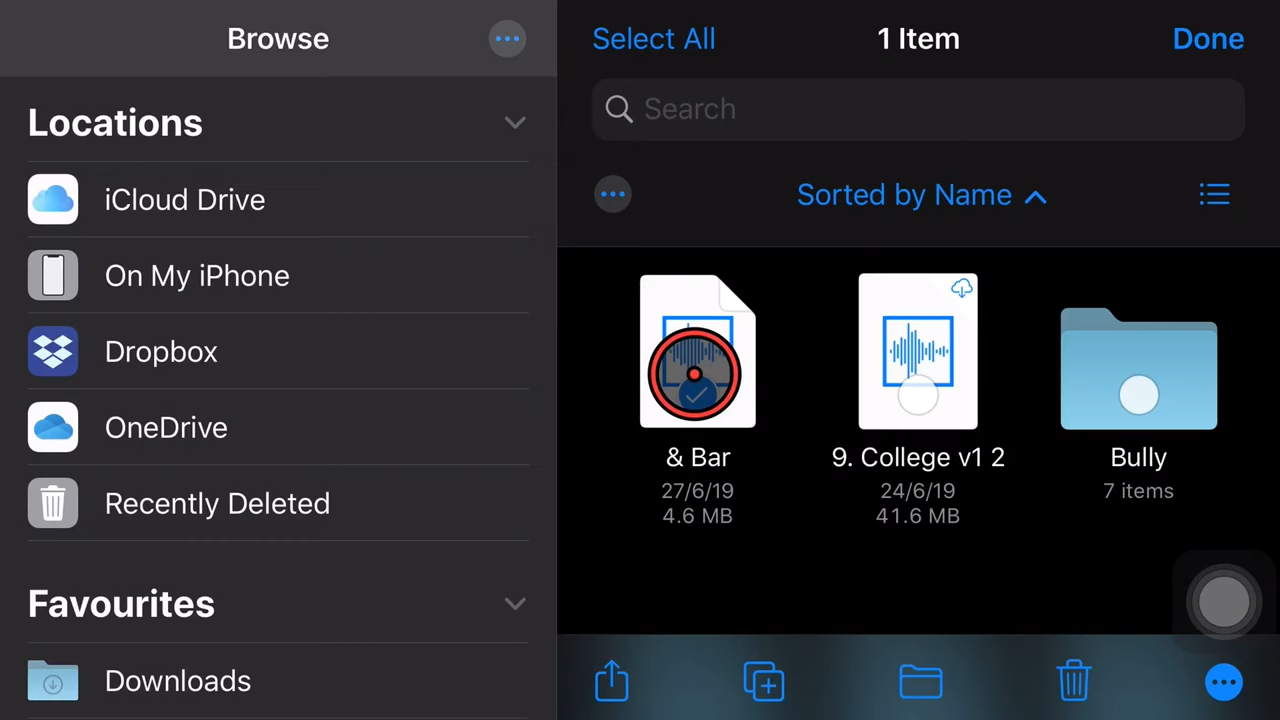 Browse
Locations
iCloud Drive
On My iPhone
Dropbox
OneDrive
Recently Deleted
Favourites
Downloads
Select All
1 Item
Done
Search
Sorted by Name
& Bar
27/6/19
4.6 MB
9. College v1 2
24/6/19
41.6 MB
Bully
7 items